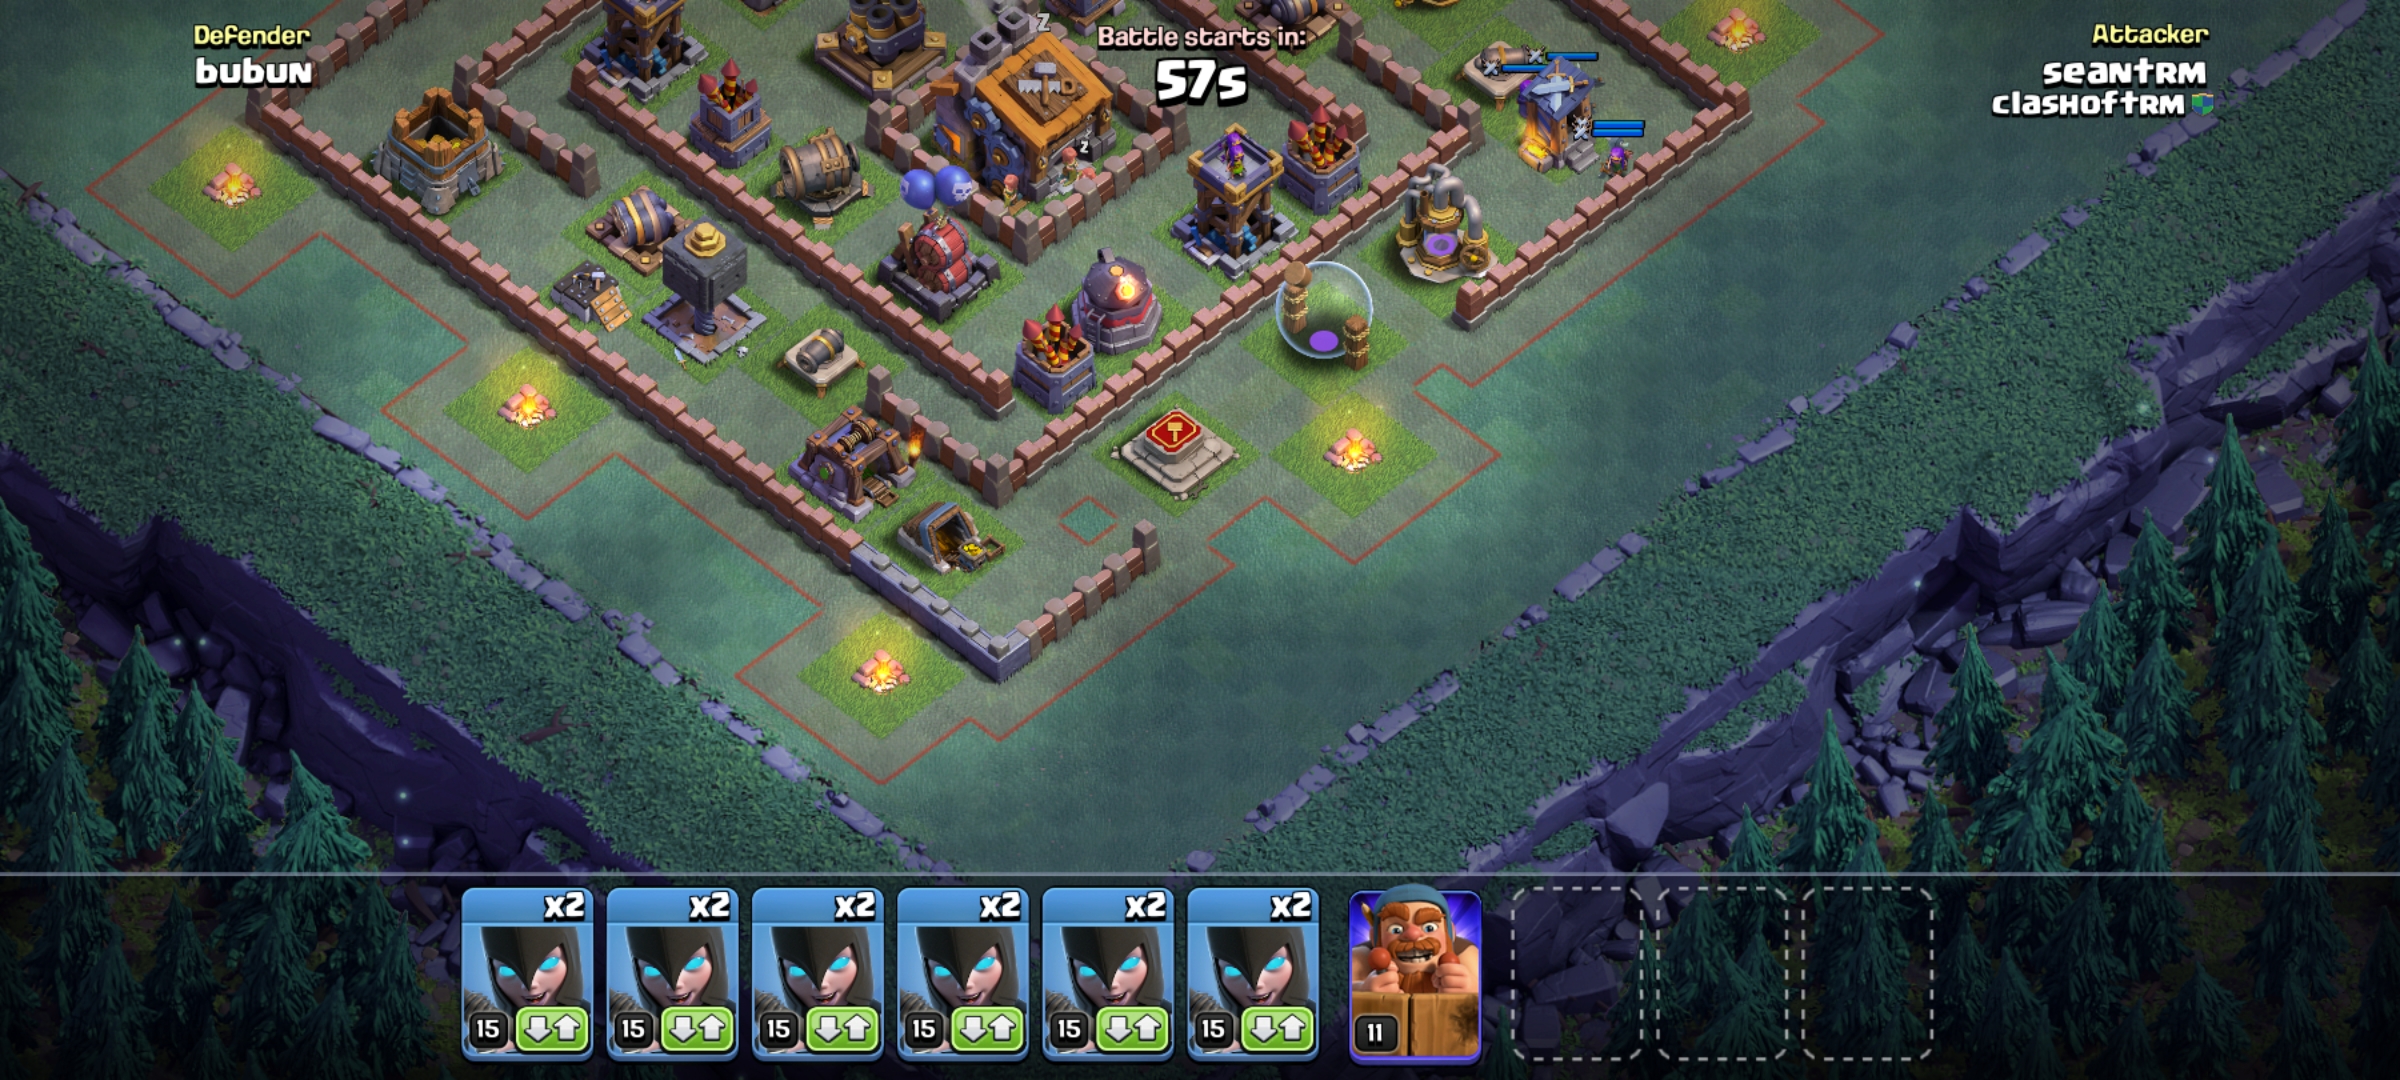 Defender
bubun
Battle starts in:
57s
Attacker
seantRM
clashoftRM
z
z
x2
x2
x2
x2
x2
x2
15
15
15
15
15
15
11